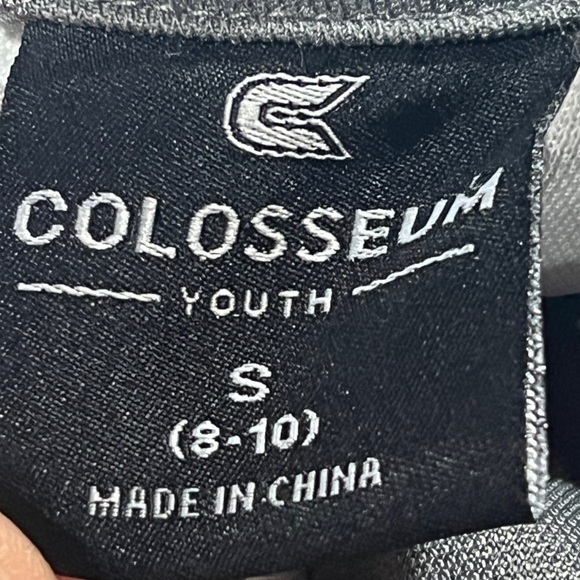 COLOSSEUM
YOUTH
S
(8-10)
MADE IN CHINA